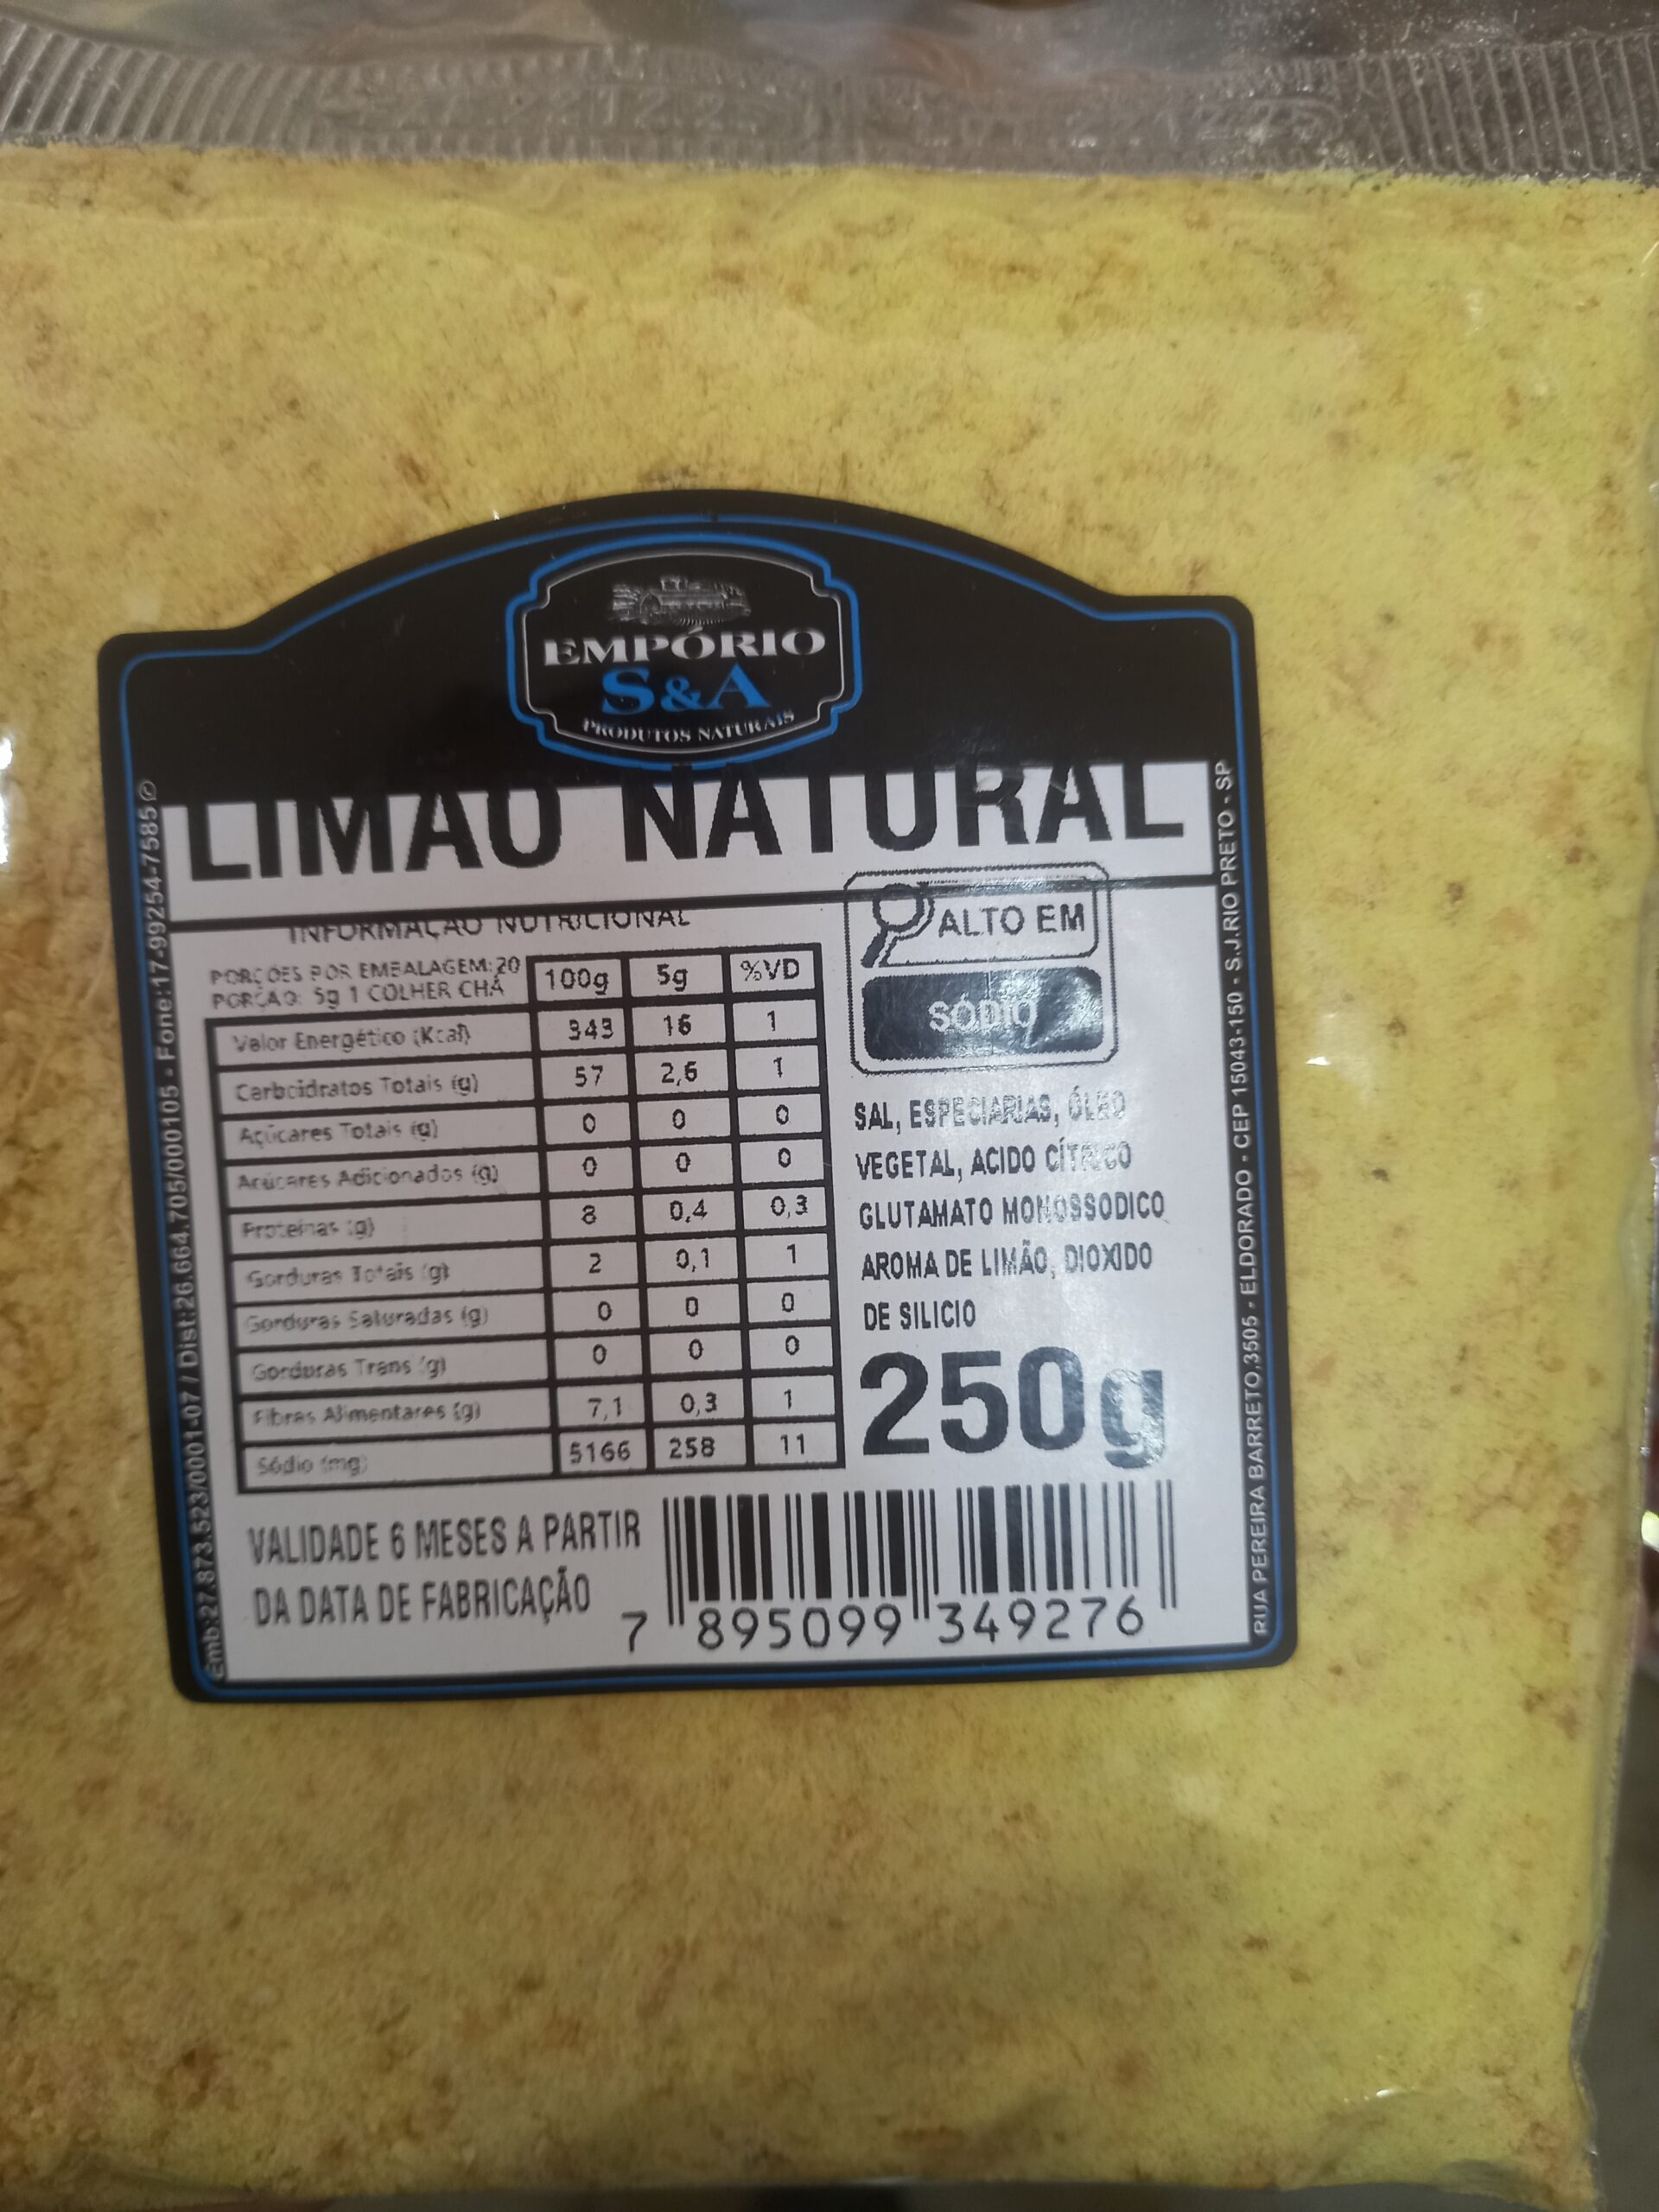 EMPÓRIO
S&A
PRODUTOS NATURAIS
LIMAO NATURAL
INFORMAÇAO NUTRICIONAL
PORÇOES POR EMBALAGEM: 20
PORCAO: 5g 1 COLHER CHÁ
100g 5g %VD
Valor Energético (Kcal) 343 16 1
Carboidratos Totais (g) 57 2,6 1
Açúcares Totais (g) 0 0 0
Acúcares Adicionados (g) 0 0 0
Proteínas (g) 8 0,4 0,3
Gorduras Totais (g) 2 0,1 1
Gorduras Saturadas (g) 0 0 0
Gorduras Trans (g) 0 0 0
Fibras Alimentares (g) 7,1 0,3 1
Sódio (mg) 5166 258 11
ALTO EM
SÓDIO
SAL, ESPECIARIAS, ÓLEO
VEGETAL, ACIDO CÍTRICO
GLUTAMATO MONOSSODICO
AROMA DE LIMÃO, DIOXIDO
DE SILICIO
250g
VALIDADE 6 MESES A PARTIR
DA DATA DE FABRICAÇÃO
7 895099 349276
Emb:27.873.523/0001-07 / Dist:26.664.705/000105 - Fone:17-99254-7585
RUA PEREIRA BARRETO,3505 - ELDORADO - CEP 15043-150 - S.J.RIO PRETO - SP